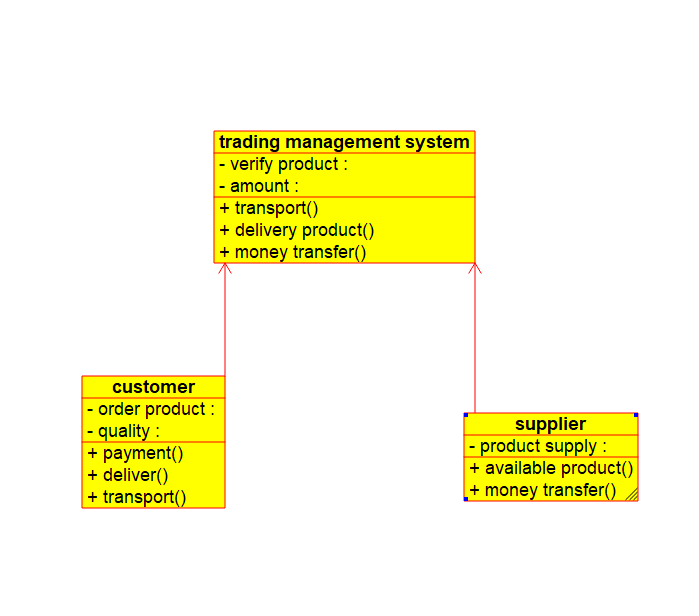 trading management system
- verify product :
- amount :
+ transport()
+ delivery product()
+ money transfer()
customer
- order product :
- quality :
+ payment()
+ deliver()
+ transport()
supplier
- product supply :
+ available product()
+ money transfer()